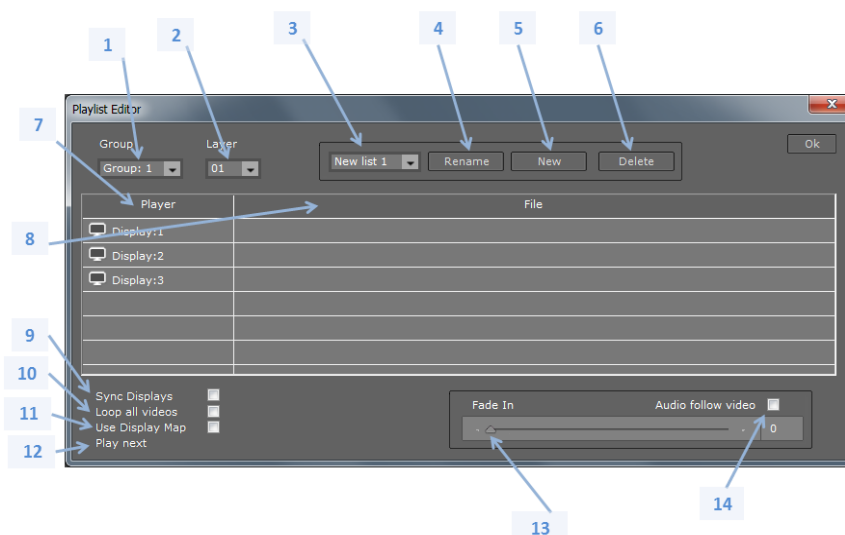 1 2 3 4 5 6
Playlist Editor x
7
Group Layer Ok
Group: 1 01 New list 1 Rename New Delete
Player File
8
Display:1
Display:2
Display:3
9
10
11
12
Sync Displays
Loop all videos
Use Display Map
Play next
Fade In Audio follow video
- - 0
13
14